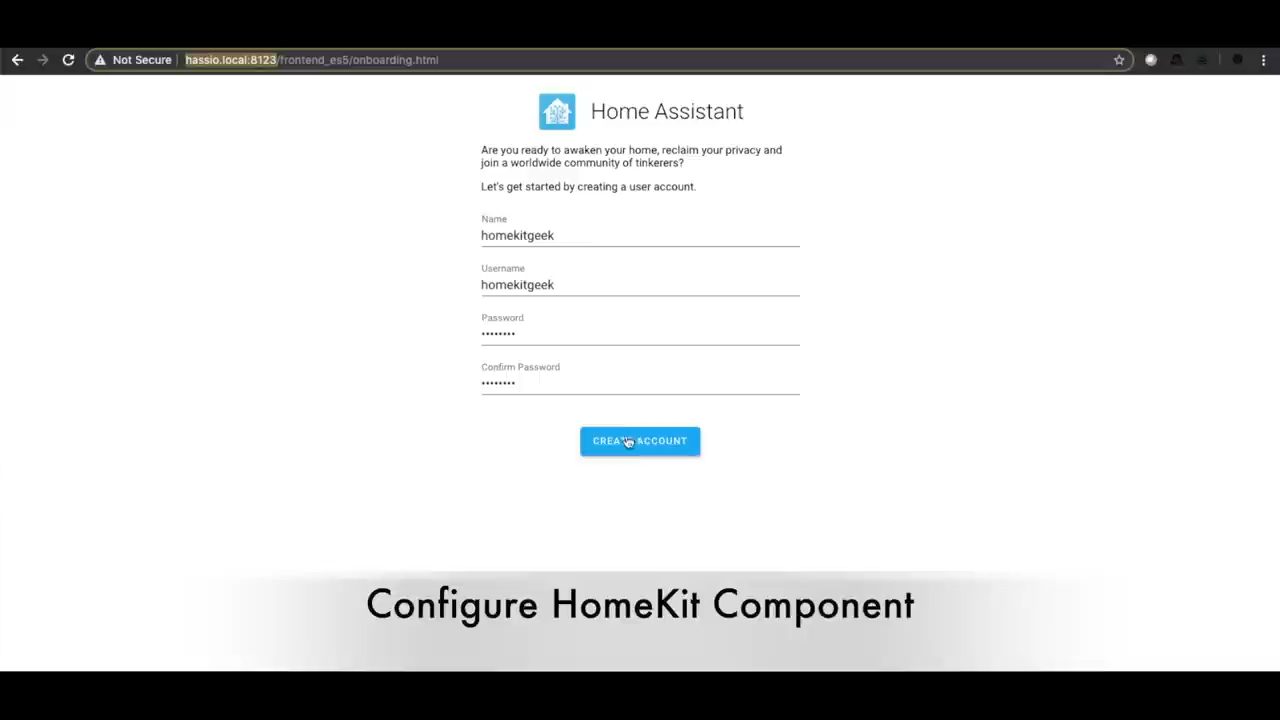 Not Secure
hassio.local:8123/frontend_es5/onboarding.html
Home Assistant
Are you ready to awaken your home, reclaim your privacy and
join a worldwide community of tinkerers?
Let's get started by creating a user account.
Name
homekitgeek
Username
homekitgeek
Password
••••••••
Confirm Password
••••••••
CREATE ACCOUNT
Configure HomeKit Component